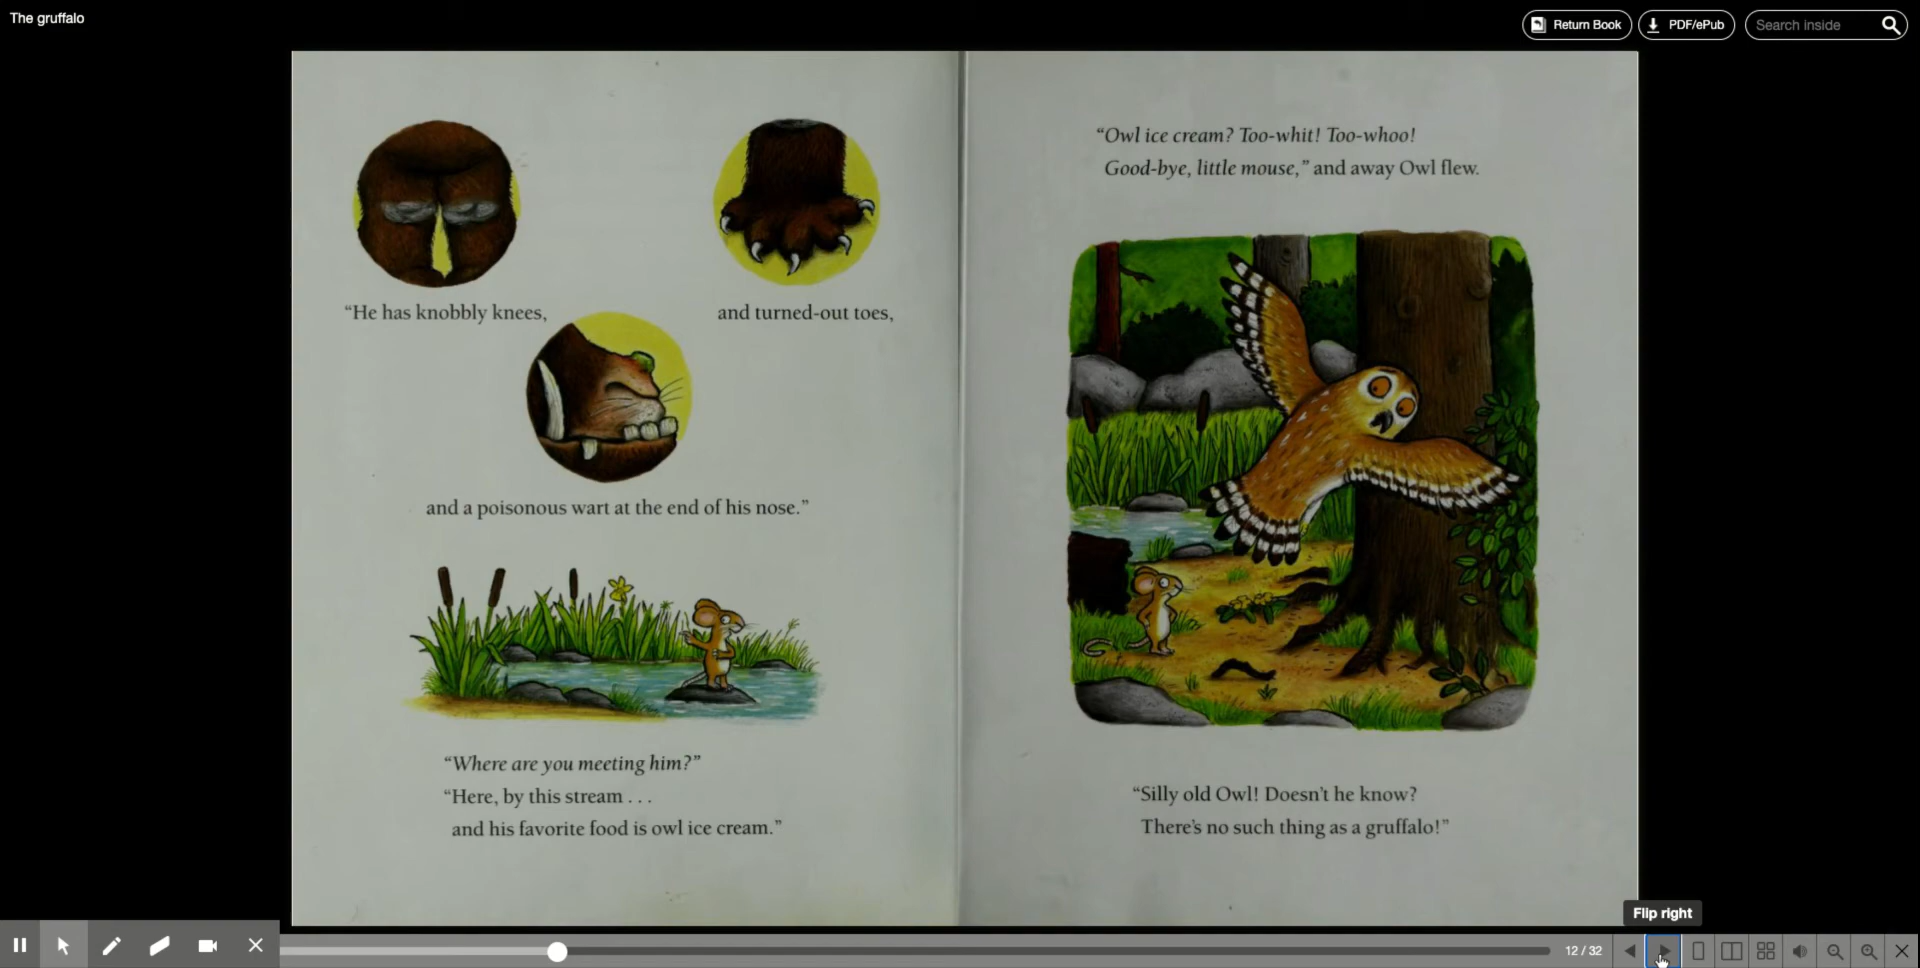 The gruffalo
Return Book
PDF/ePub
Search inside
“He has knobbly knees,
and turned-out toes,
and a poisonous wart at the end of his nose.”
“Where are you meeting him?”
“Here, by this stream . . .
and his favorite food is owl ice cream.”
“Owl ice cream? Too-whit! Too-whoo!
Good-bye, little mouse,” and away Owl flew.
“Silly old Owl! Doesn't he know?
There's no such thing as a gruffalo!”
Flip right
12 / 32